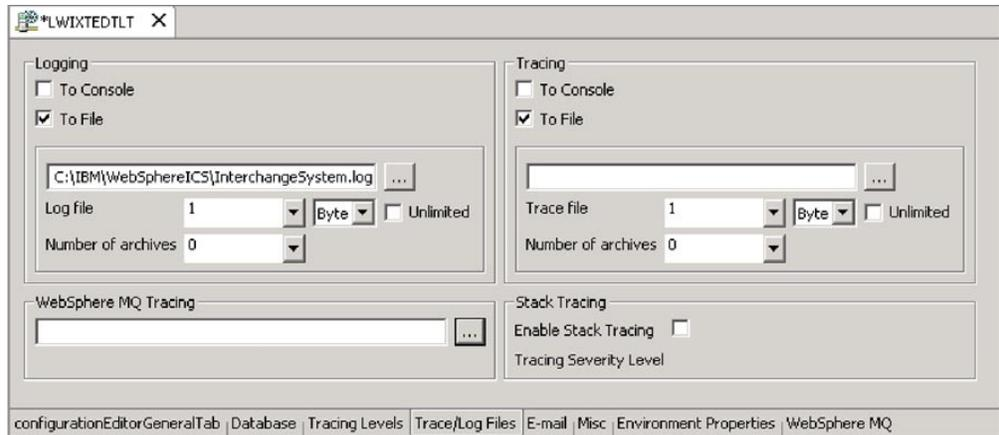 *LWIXTEDTLT
Logging
To Console
To File
C:\IBM\WebSphereICS\InterchangeSystem.log ...
Log file 1 Byte Unlimited
Number of archives 0
Tracing
To Console
To File
...
Trace file 1 Byte Unlimited
Number of archives 0
WebSphere MQ Tracing
...
Stack Tracing
Enable Stack Tracing
Tracing Severity Level
configurationEditorGeneralTab Database Tracing Levels Trace/Log Files E-mail Misc Environment Properties WebSphere MQ